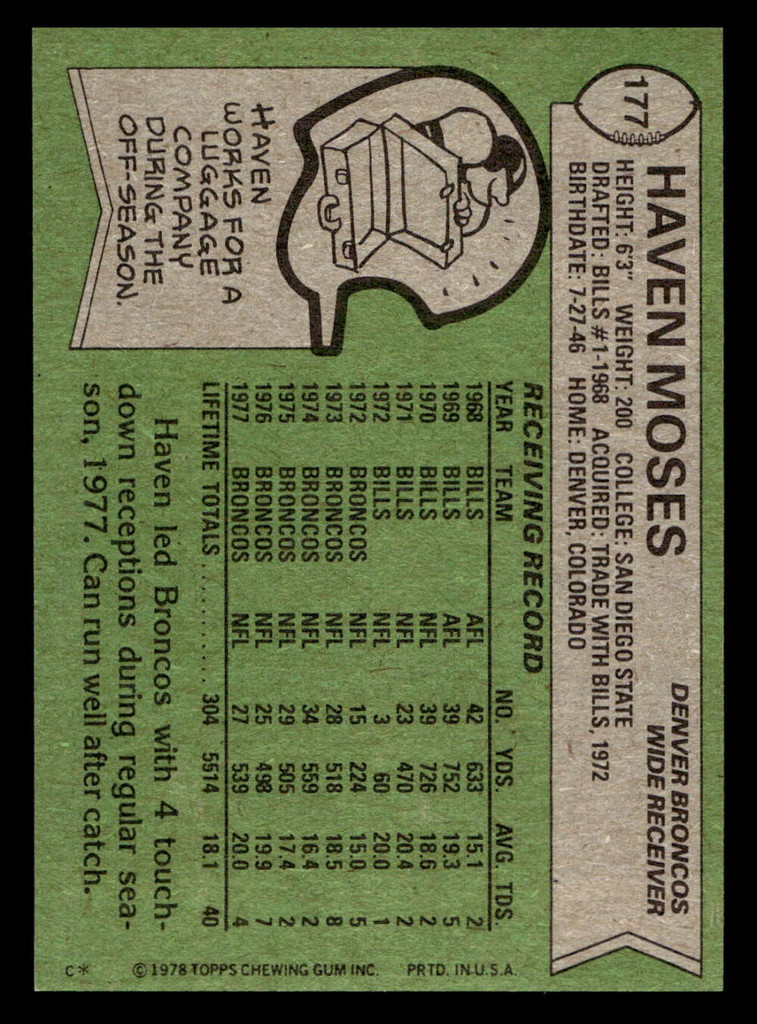 177
HAVEN MOSES
DENVER BRONCOS
WIDE RECEIVER
HEIGHT: 6'3" WEIGHT: 200 COLLEGE: SAN DIEGO STATE
DRAFTED: BILLS #1-1968 ACQUIRED: TRADE WITH BILLS, 1972
BIRTHDATE: 7-27-46 HOME: DENVER, COLORADO
HAVEN
WORKS FOR A
LUGGAGE
COMPANY
DURING THE
OFF-SEASON.
RECEIVING RECORD
YEAR TEAM NO. YDS. AVG. TDS.
1968 BILLS AFL 42 633 15.1 2
1969 BILLS AFL 39 752 19.3 5
1970 BILLS NFL 39 726 18.6 2
1971 BILLS NFL 23 470 20.4 2
1972 BILLS NFL 3 60 20.0 1
1972 BRONCOS NFL 15 224 15.0 5
1973 BRONCOS NFL 28 518 18.5 8
1974 BRONCOS NFL 34 559 16.4 2
1975 BRONCOS NFL 29 505 17.4 2
1976 BRONCOS NFL 25 498 19.9 7
1977 BRONCOS NFL 27 539 20.0 4
LIFETIME TOTALS .......... 304 5514 18.1 40
Haven led Broncos with 4 touch-
down receptions during regular sea-
son, 1977. Can run well after catch.
C* © 1978 TOPPS CHEWING GUM INC. PRTD. IN U.S.A.